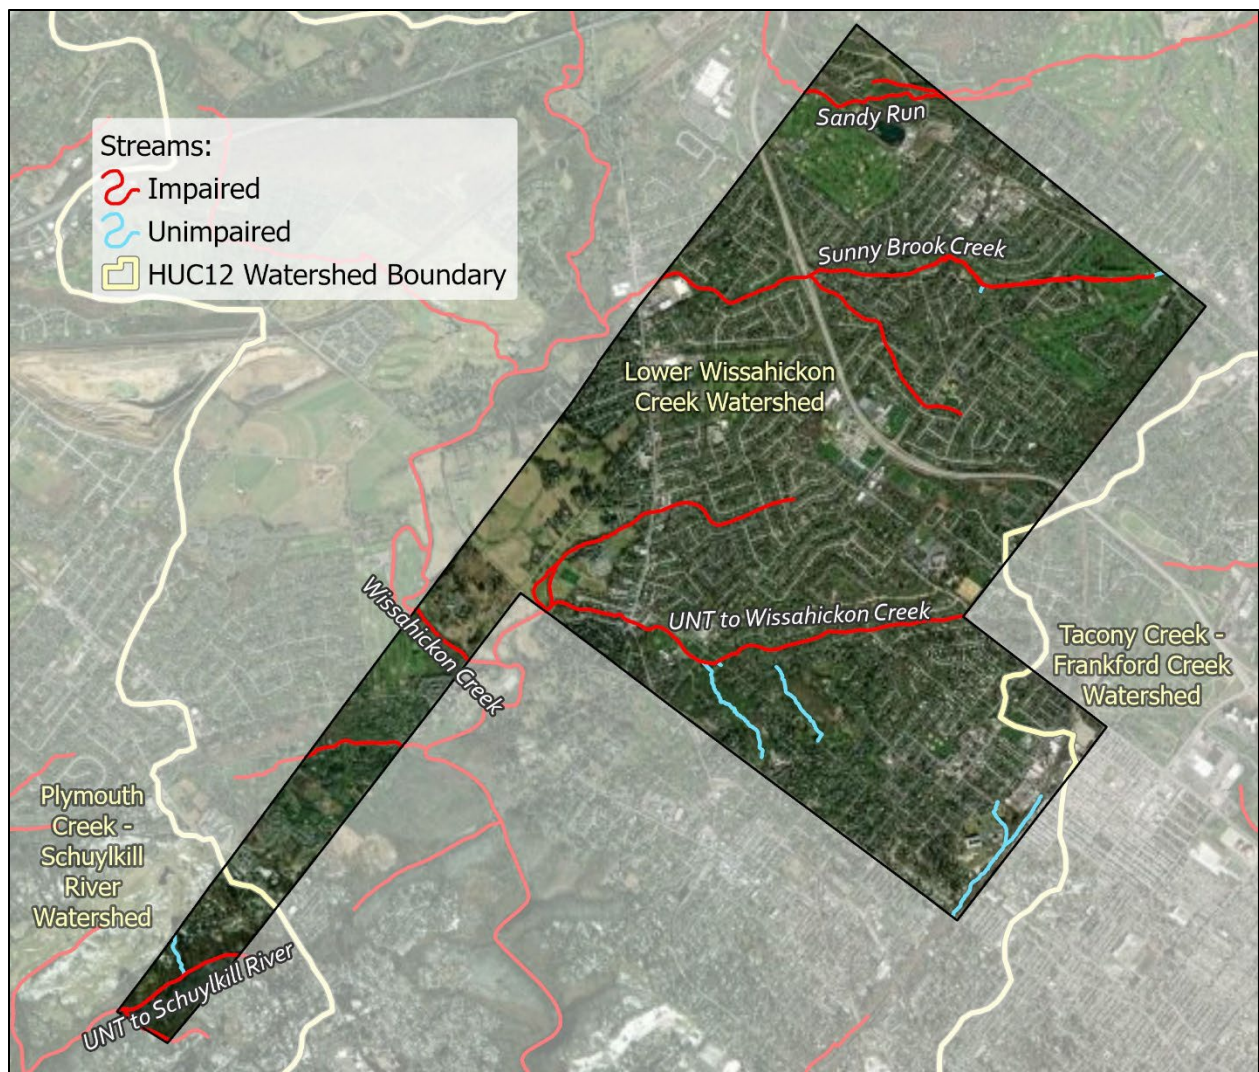 Streams:
Impaired
Unimpaired
HUC12 Watershed Boundary
Sandy Run
Sunny Brook Creek
Lower Wissahickon
Creek Watershed
Wissahickon Creek
UNT to Wissahickon Creek
Tacony Creek -
Frankford Creek
Watershed
Plymouth
Creek -
Schuylkill
River
Watershed
UNT to Schuylkill River